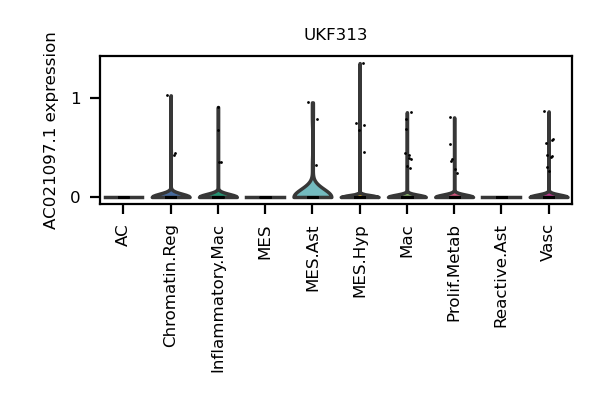 UKF313
AC021097.1 expression
1
0
AC
Chromatin.Reg
Inflammatory.Mac
MES
MES.Ast
MES.Hyp
Mac
Prolif.Metab
Reactive.Ast
Vasc